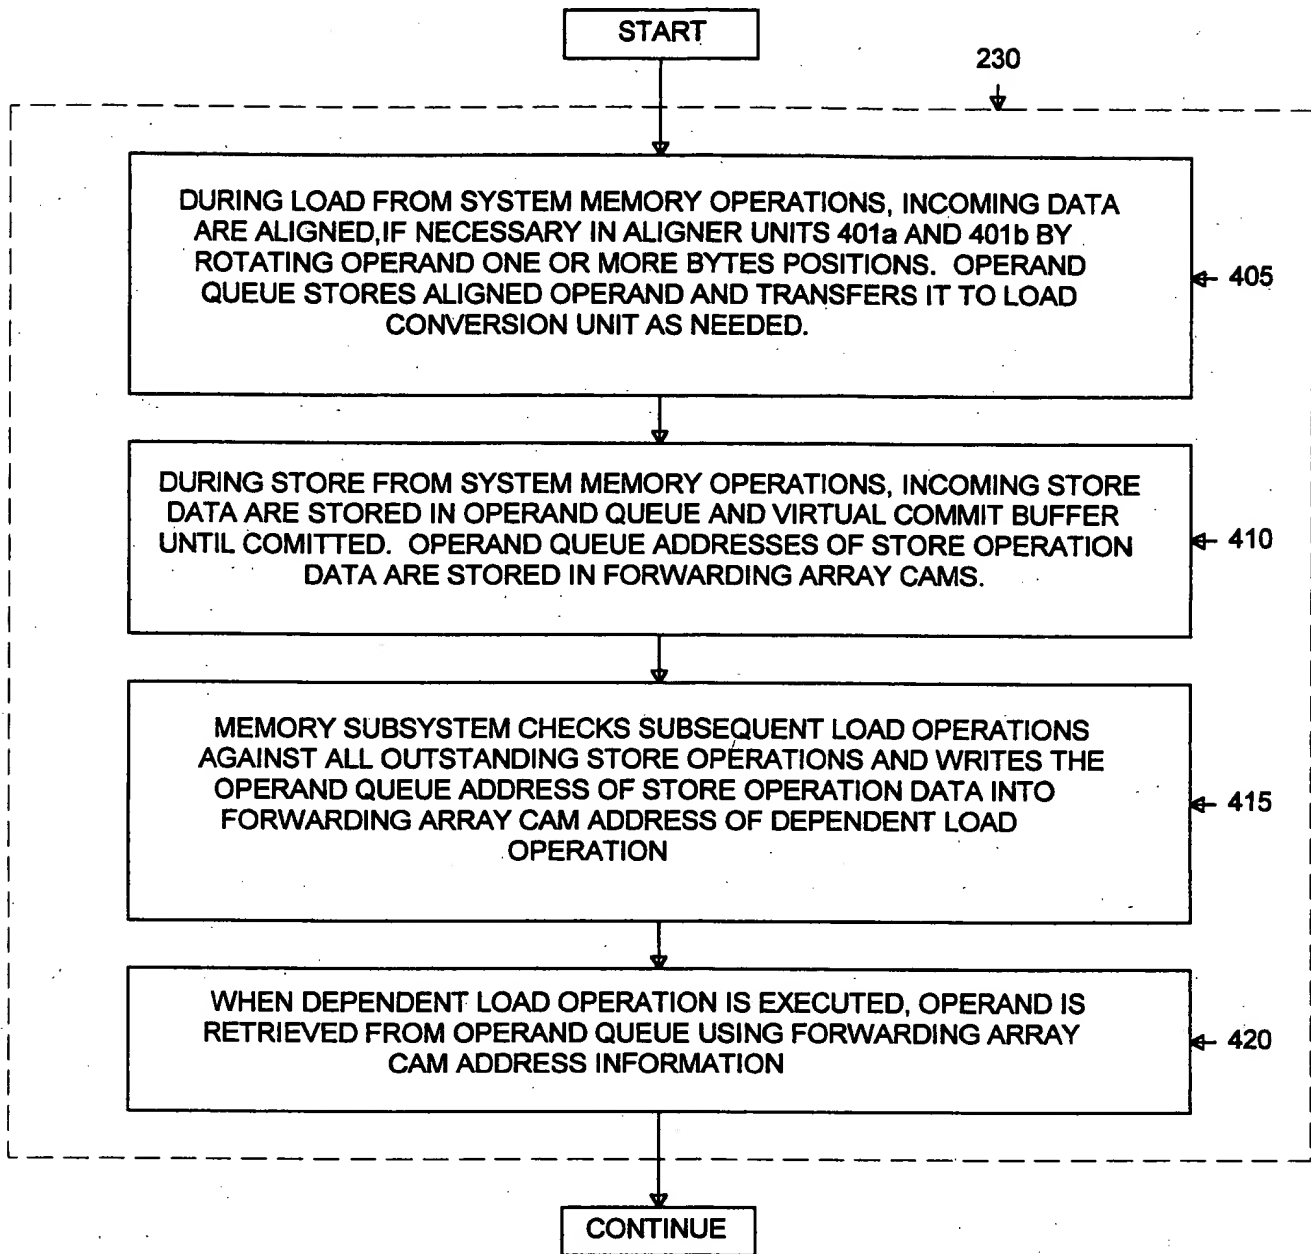 START
230
DURING LOAD FROM SYSTEM MEMORY OPERATIONS, INCOMING DATA
ARE ALIGNED,IF NECESSARY IN ALIGNER UNITS 401a AND 401b BY
ROTATING OPERAND ONE OR MORE BYTES POSITIONS. OPERAND
QUEUE STORES ALIGNED OPERAND AND TRANSFERS IT TO LOAD
CONVERSION UNIT AS NEEDED.
405
DURING STORE FROM SYSTEM MEMORY OPERATIONS, INCOMING STORE
DATA ARE STORED IN OPERAND QUEUE AND VIRTUAL COMMIT BUFFER
UNTIL COMITTED. OPERAND QUEUE ADDRESSES OF STORE OPERATION
DATA ARE STORED IN FORWARDING ARRAY CAMS.
410
MEMORY SUBSYSTEM CHECKS SUBSEQUENT LOAD OPERATIONS
AGAINST ALL OUTSTANDING STORE OPERATIONS AND WRITES THE
OPERAND QUEUE ADDRESS OF STORE OPERATION DATA INTO
FORWARDING ARRAY CAM ADDRESS OF DEPENDENT LOAD
OPERATION
415
WHEN DEPENDENT LOAD OPERATION IS EXECUTED, OPERAND IS
RETRIEVED FROM OPERAND QUEUE USING FORWARDING ARRAY
CAM ADDRESS INFORMATION
420
CONTINUE